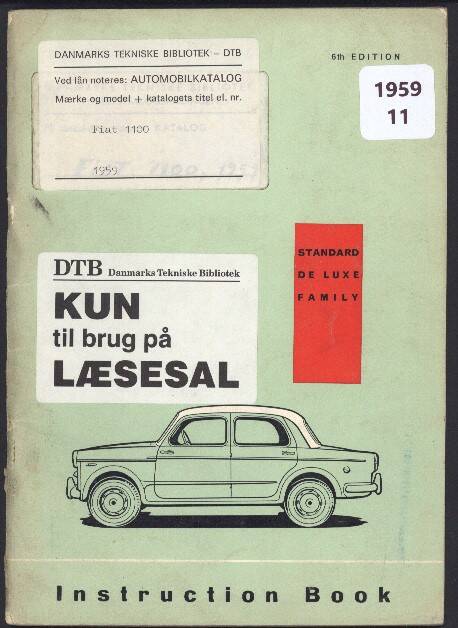 DANMARKS TEKNISKE BIBLIOTEK – DTB
Ved lån noteres: AUTOMOBILKATALOG
Mærke og model + katalogets titel el. nr.
Fiat 1100
1959
6th EDITION
1959
11
STANDARD
DE LUXE
FAMILY
DTB Danmarks Tekniske Bibliotek
KUN
til brug på
LÆSESAL
Instruction Book